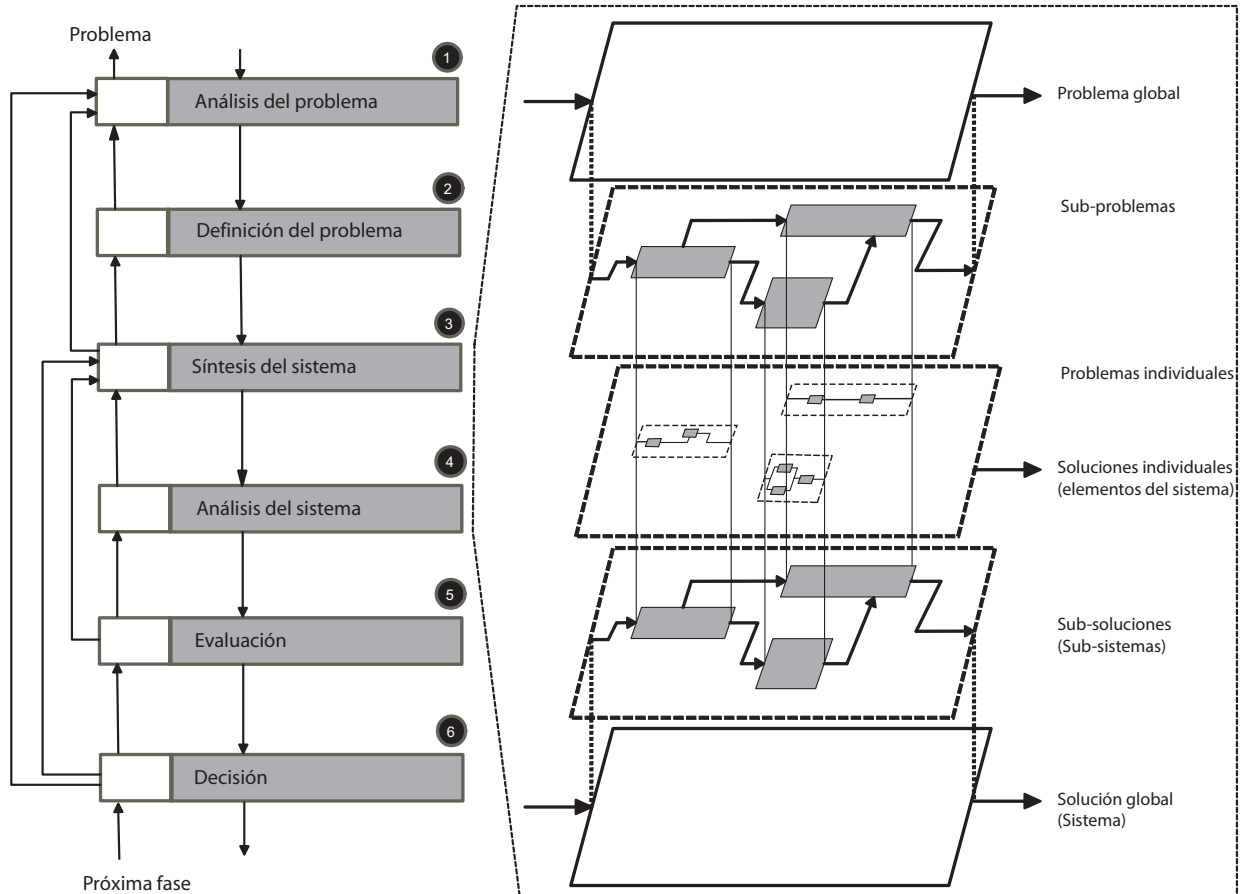 Problema
1
Análisis del problema
2
Definición del problema
3
Síntesis del sistema
4
Análisis del sistema
5
Evaluación
6
Decisión
Próxima fase
Problema global
Sub-problemas
Problemas individuales
Soluciones individuales
(elementos del sistema)
Sub-soluciones
(Sub-sistemas)
Solución global
(Sistema)